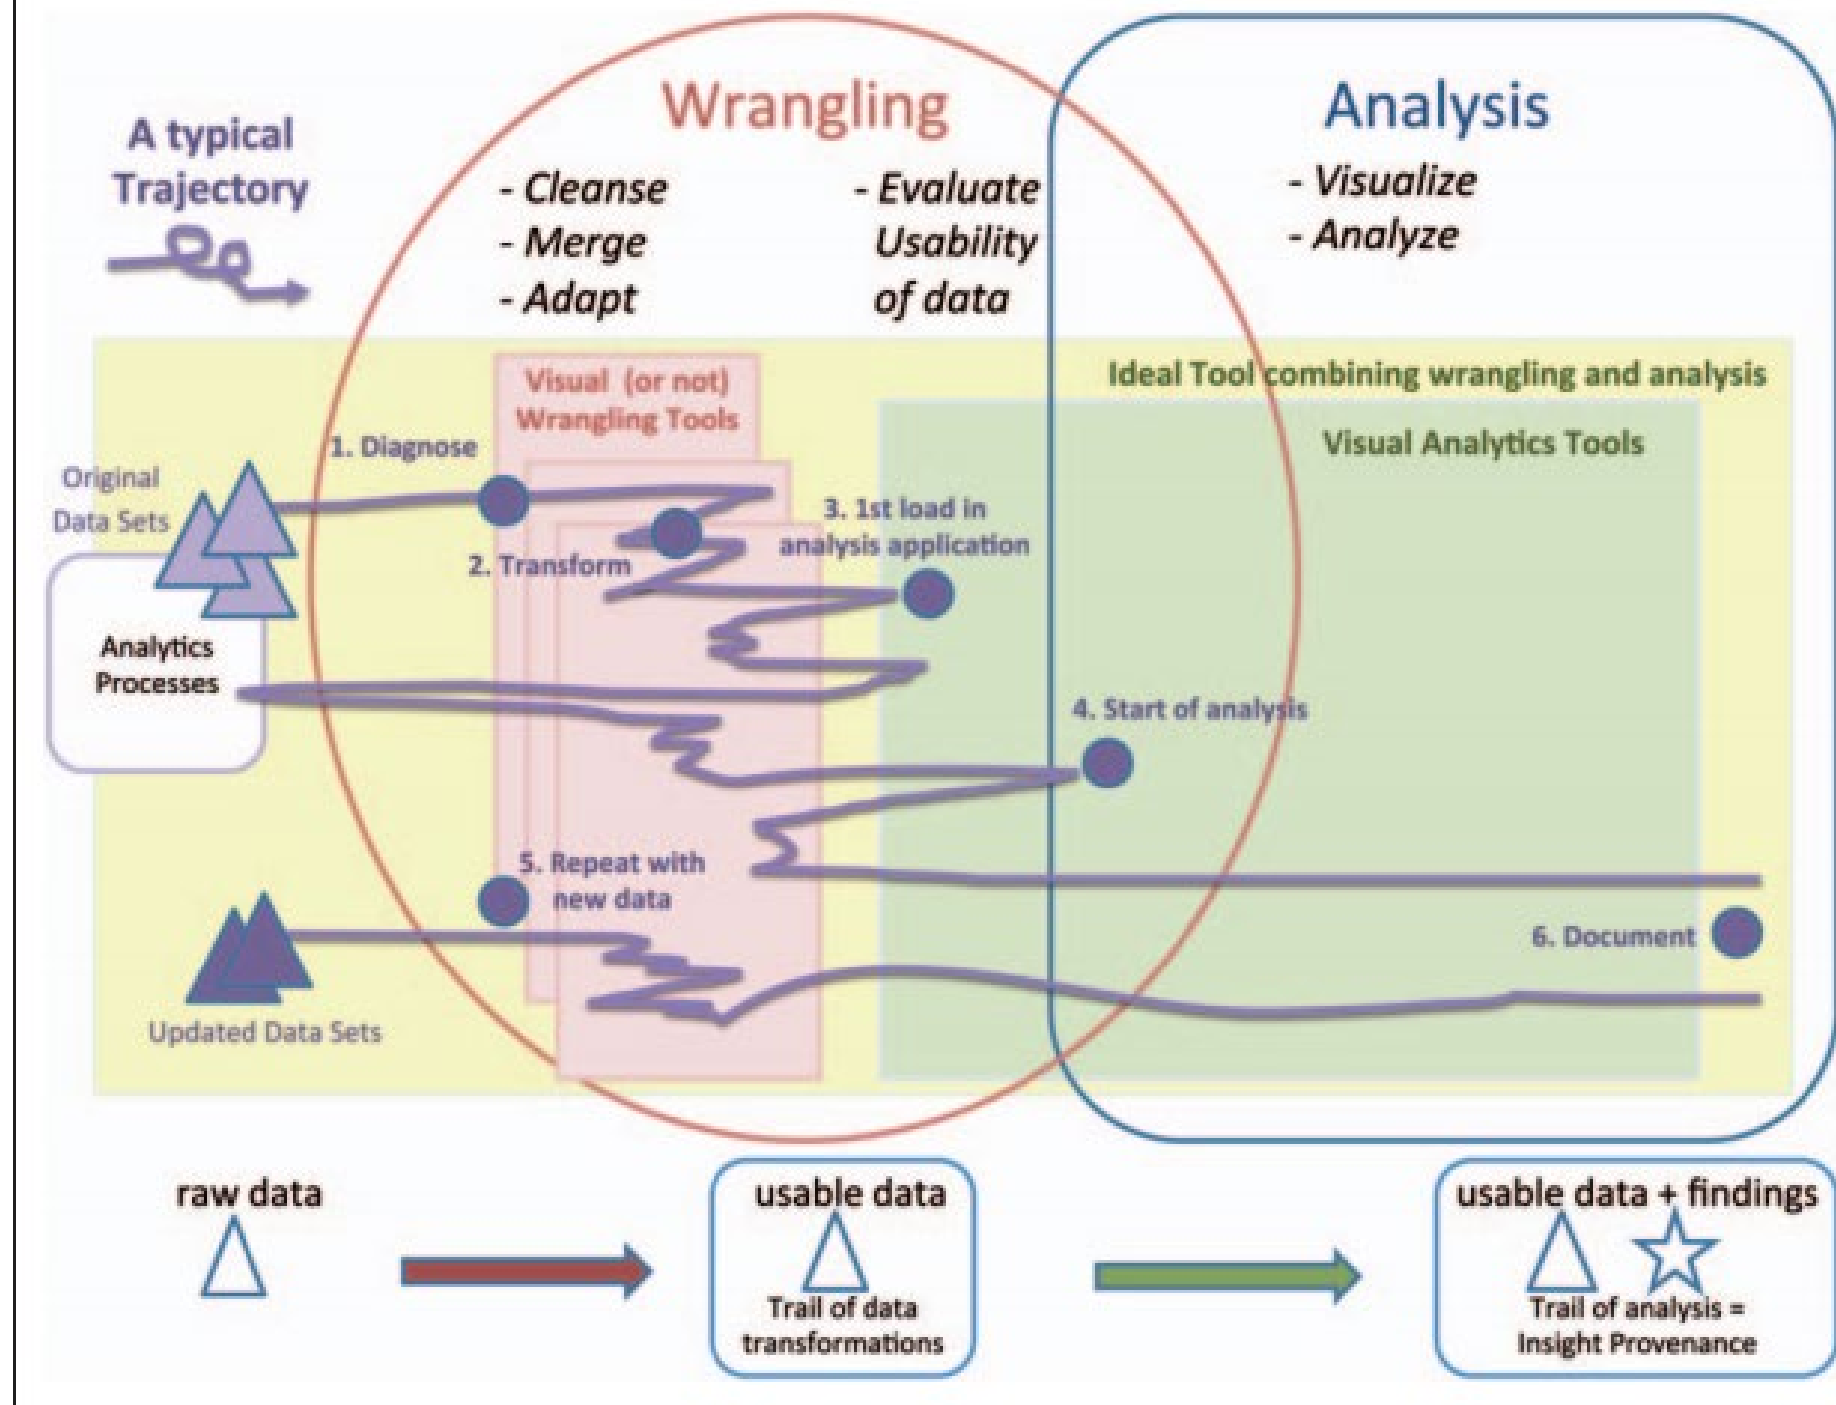 A typical
Trajectory
Wrangling
- Cleanse
- Merge
- Adapt
- Evaluate
Usability
of data
Analysis
- Visualize
- Analyze
Ideal Tool combining wrangling and analysis
Visual (or not)
Wrangling Tools
Visual Analytics Tools
Original
Data Sets
1. Diagnose
2. Transform
3. 1st load in
analysis application
Analytics
Processes
4. Start of analysis
5. Repeat with
new data
6. Document
Updated Data Sets
raw data
usable data
Trail of data
transformations
usable data + findings
Trail of analysis =
Insight Provenance